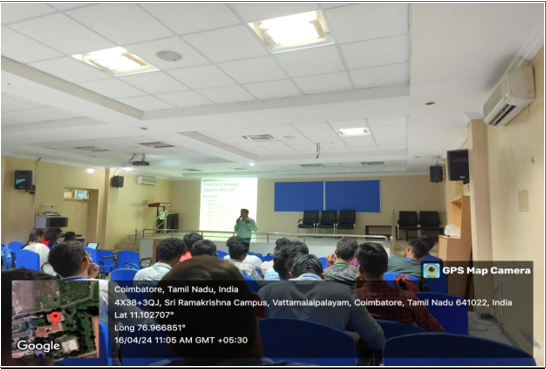 GPS Map Camera
Coimbatore, Tamil Nadu, India
4X38+3QJ, Sri Ramakrishna Campus, Vattamalaipalayam, Coimbatore, Tamil Nadu 641022, India
Lat 11.102707°
Long 76.966851°
16/04/24 11:05 AM GMT +05:30
Google